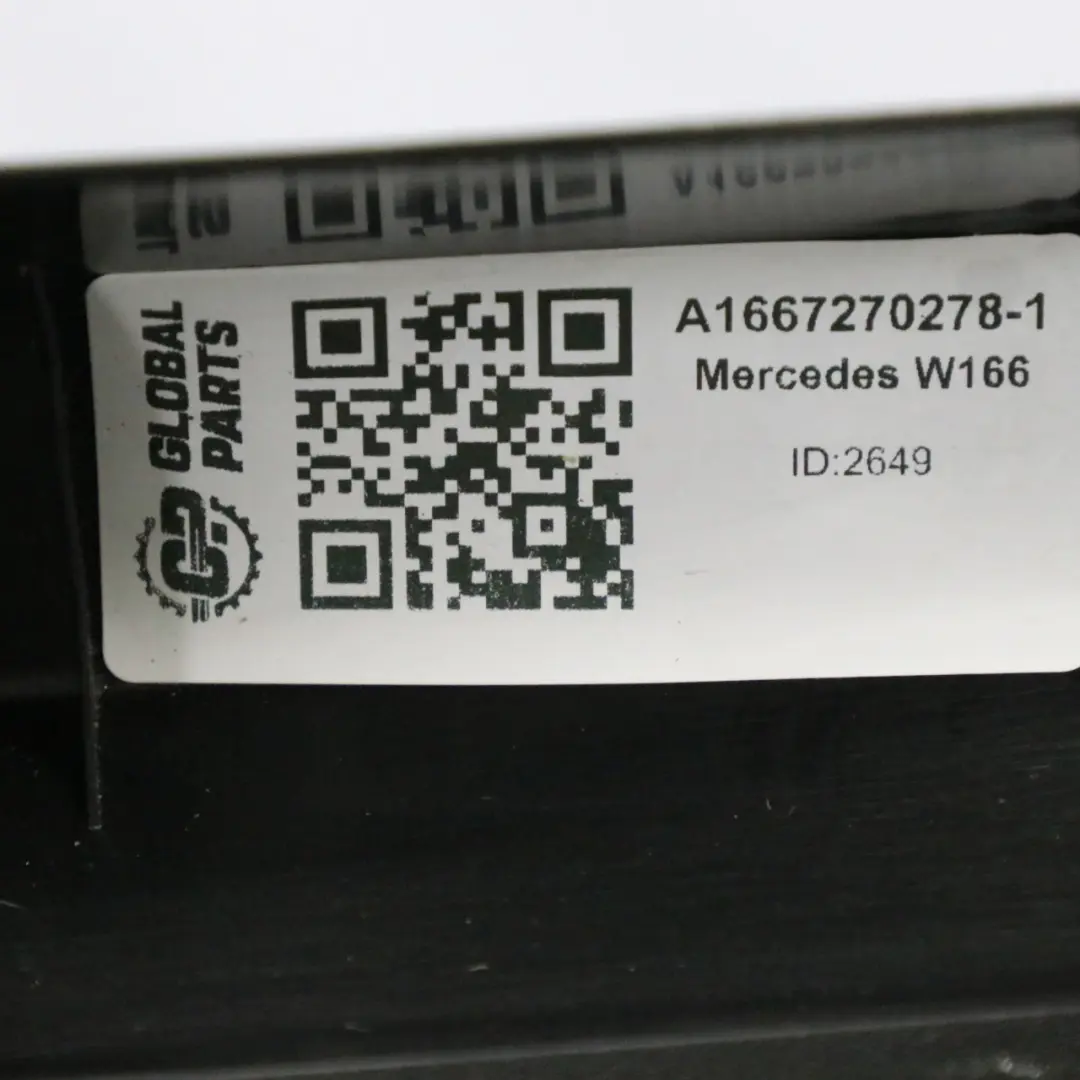 GLOBAL
PARTS
A1667270278-1
Mercedes W166
ID:2649